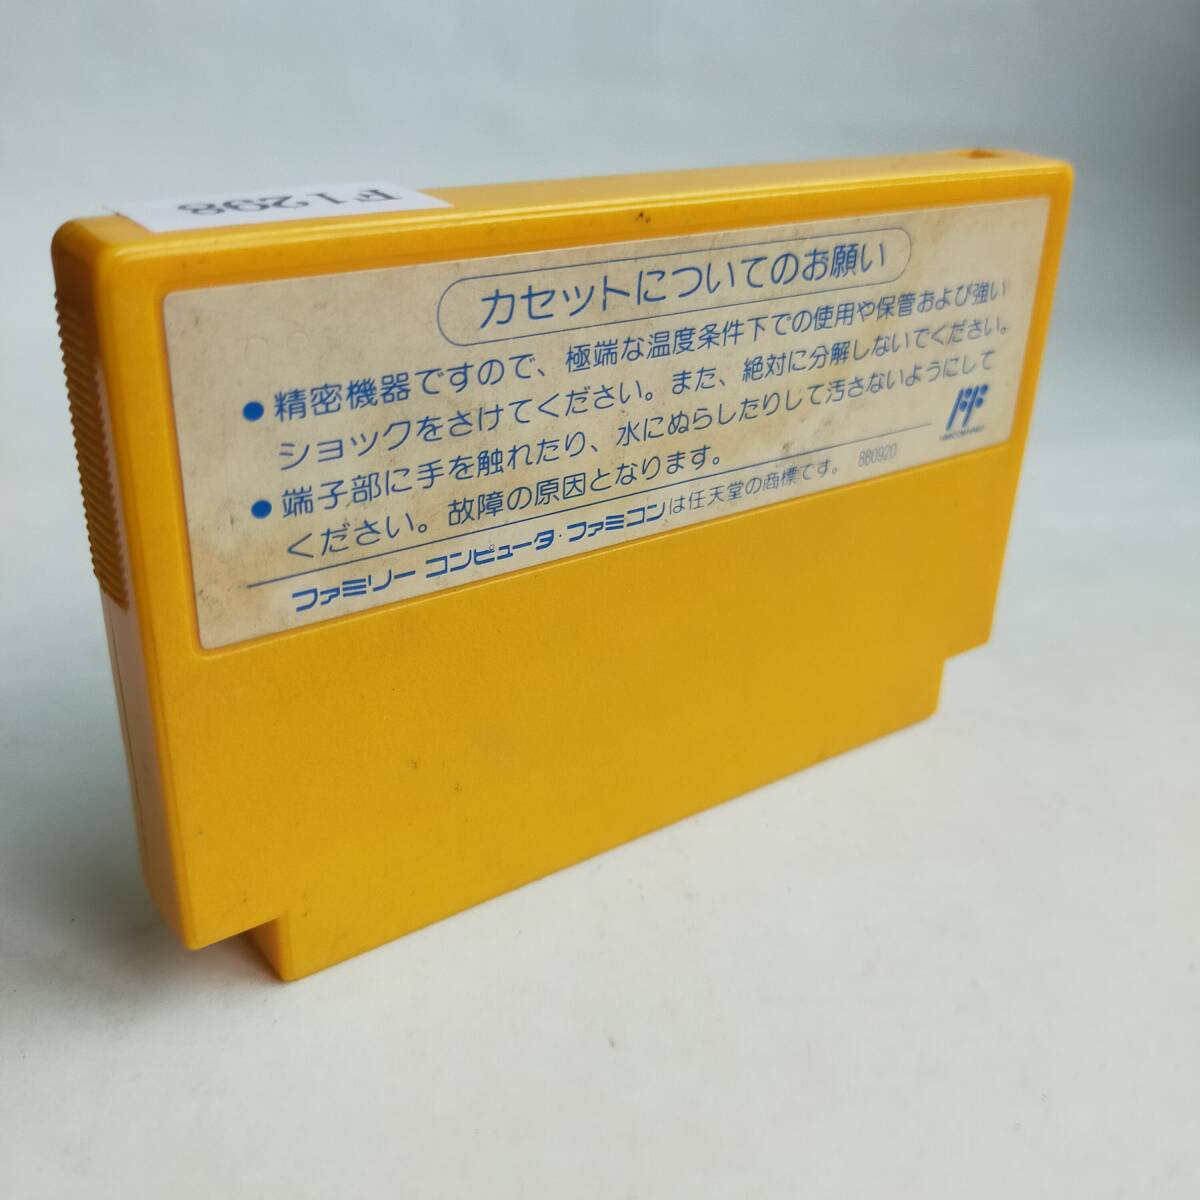 F1298
カセットについてのお願い
●精密機器ですので、極端な温度条件下での使用や保管および強い
ショックをさけてください。また、絶対に分解しないでください。
●端子部に手を触れたり、水にぬらしたりして汚さないようにして
ください。故障の原因となります。
ファミリーコンピュータ・ファミコンは任天堂の商標です。 880920